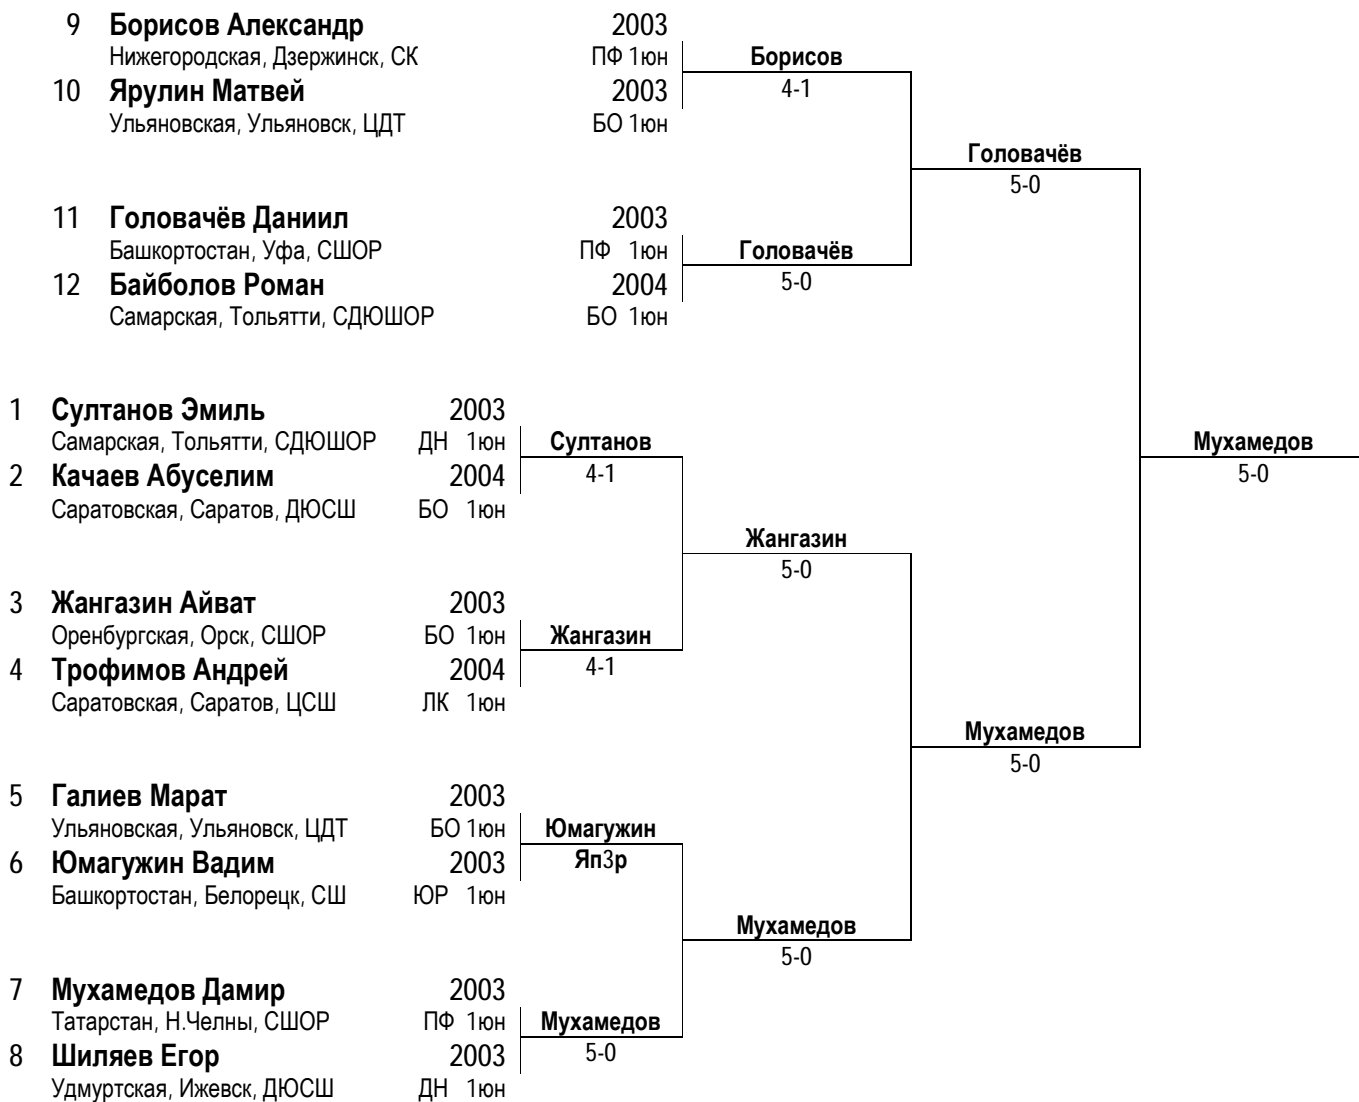 9 Борисов Александр 2003
Нижегородская, Дзержинск, СК ПФ 1юн Борисов
10 Ярулин Матвей 2003 4-1
Ульяновская, Ульяновск, ЦДТ БО 1юн
Головачёв
5-0
11 Головачёв Даниил 2003
Башкортостан, Уфа, СШОР ПФ 1юн Головачёв
12 Байболов Роман 2004 5-0
Самарская, Тольятти, СДЮШОР БО 1юн
1 Султанов Эмиль 2003
Самарская, Тольятти, СДЮШОР ДН 1юн Султанов Мухамедов
2 Качаев Абуселим 2004 4-1 5-0
Саратовская, Саратов, ДЮСШ БО 1юн
Жангазин
5-0
3 Жангазин Айват 2003
Оренбургская, Орск, СШОР БО 1юн Жангазин
4 Трофимов Андрей 2004 4-1
Саратовская, Саратов, ЦСШ ЛК 1юн
Мухамедов
5-0
5 Галиев Марат 2003
Ульяновская, Ульяновск, ЦДТ БО 1юн Юмагужин
6 Юмагужин Вадим 2003 Яп3р
Башкортостан, Белорецк, СШ ЮР 1юн
Мухамедов
5-0
7 Мухамедов Дамир 2003
Татарстан, Н.Челны, СШОР ПФ 1юн Мухамедов
8 Шиляев Егор 2003 5-0
Удмуртская, Ижевск, ДЮСШ ДН 1юн